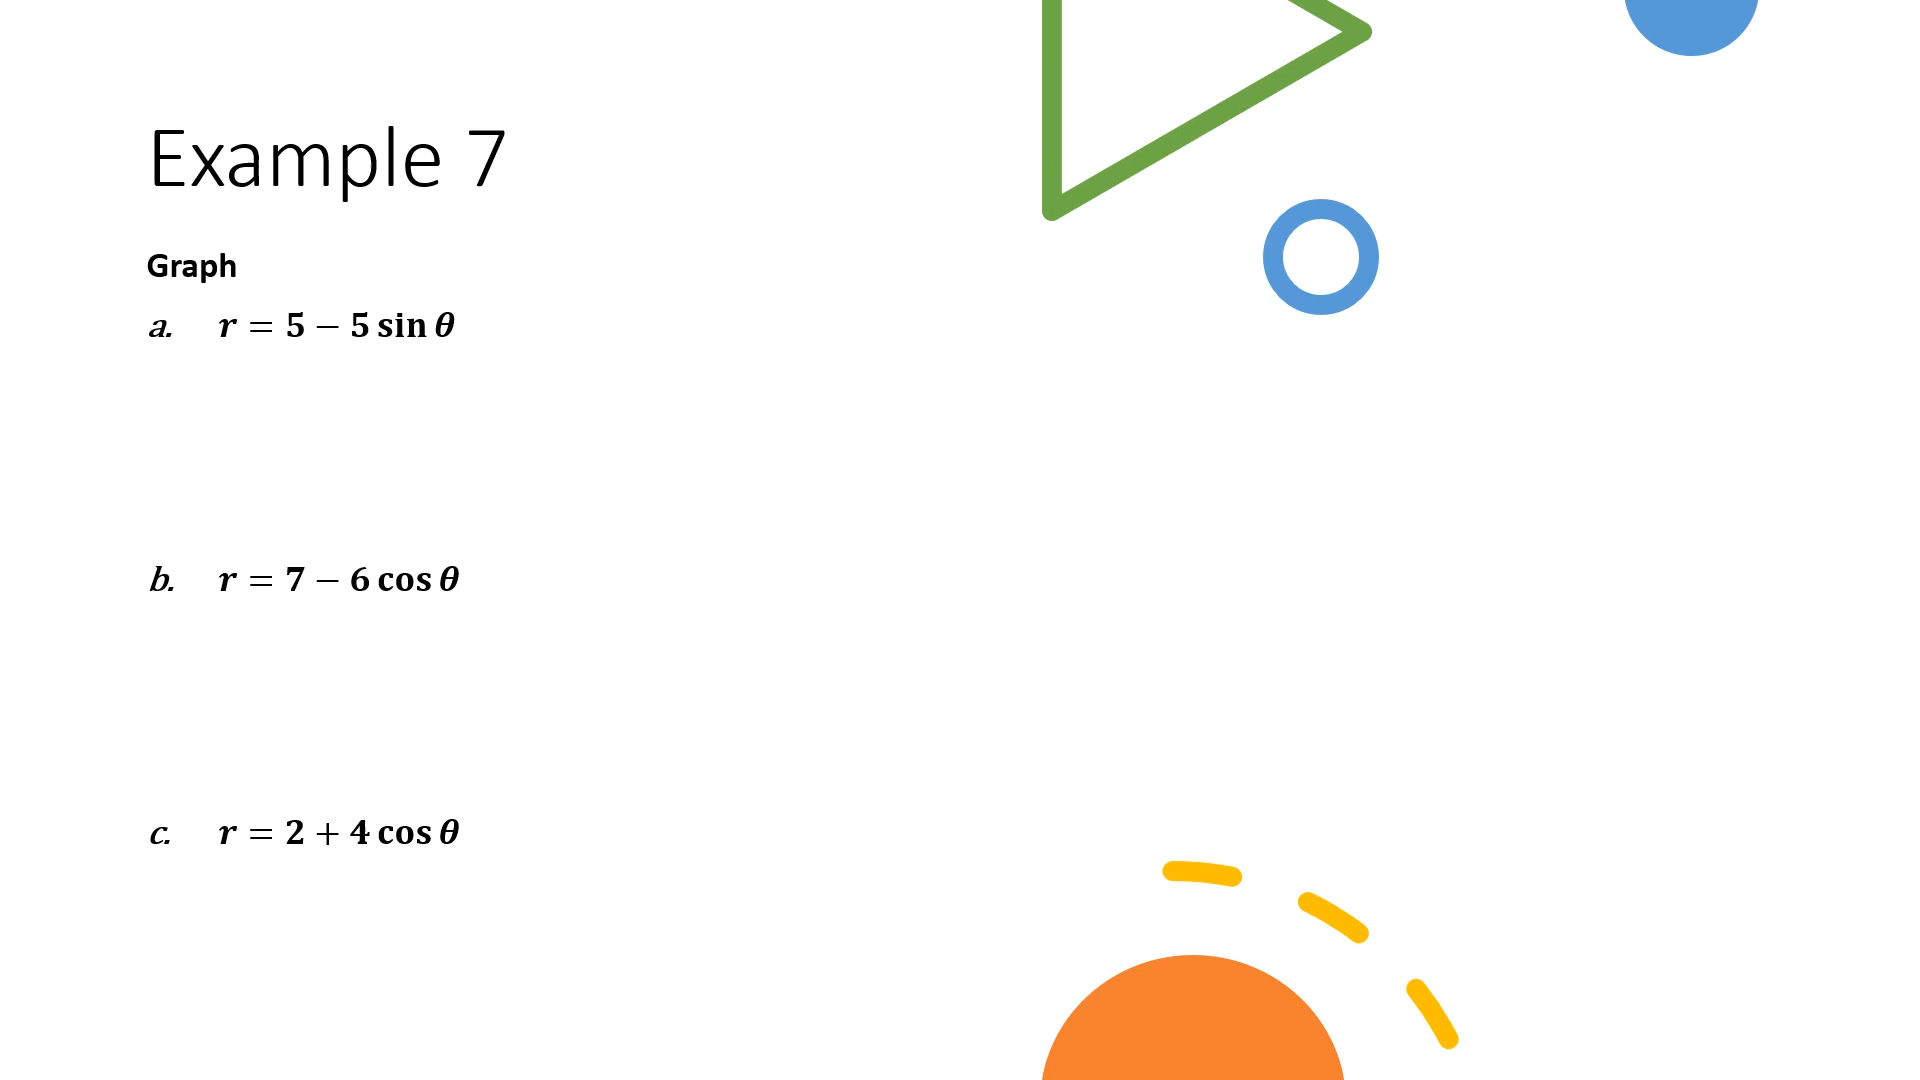 Example 7
Graph
a. r = 5 − 5 sin θ
b. r = 7 − 6 cos θ
c. r = 2 + 4 cos θ